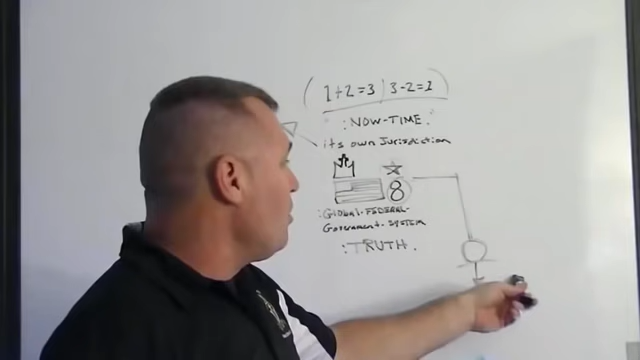 (1+2=3) 3-2=1)
:NOW-TIME.
its own Jurisdiction
8
:Global-FEDERAL-
Government-SYSTEM
:TRUTH.